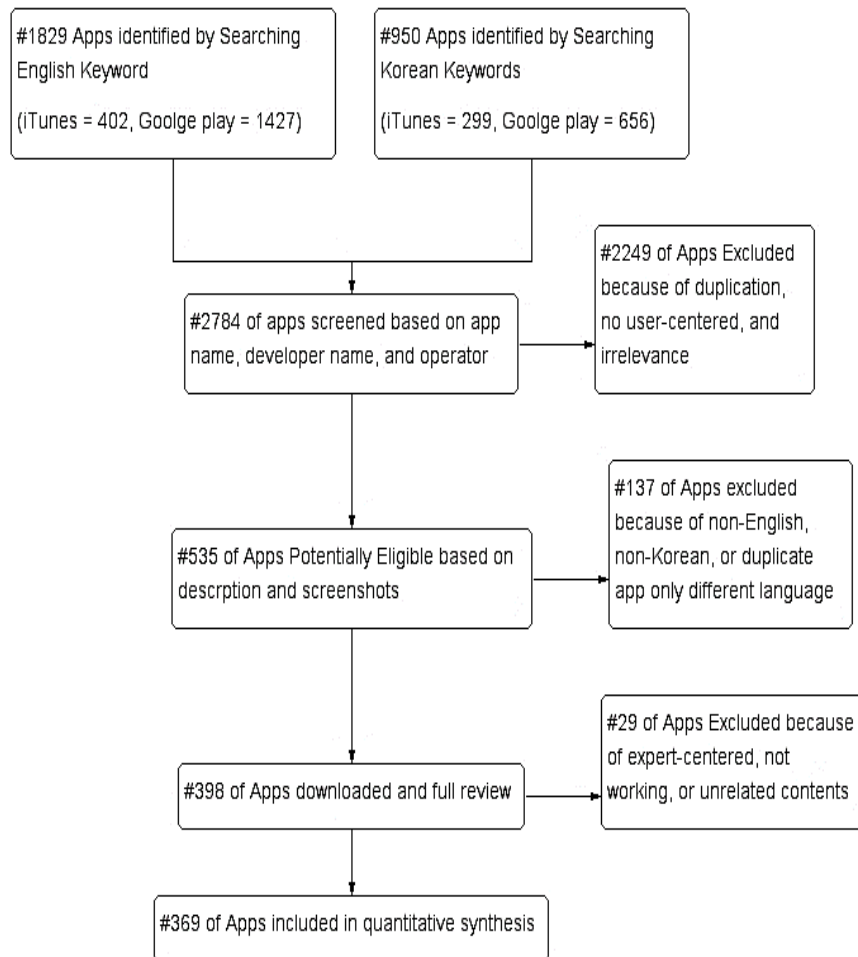 #1829 Apps identified by Searching
English Keyword
(iTunes = 402, Goolge play = 1427)
#950 Apps identified by Searching
Korean Keywords
(iTunes = 299, Goolge play = 656)
#2249 of Apps Excluded
because of duplication,
no user-centered, and
irrelevance
#2784 of apps screened based on app
name, developer name, and operator
#137 of Apps excluded
because of non-English,
non-Korean, or duplicate
app only different language
#535 of Apps Potentially Eligible based on
descrption and screenshots
#29 of Apps Excluded because
of expert-centered, not
working, or unrelated contents
#398 of Apps downloaded and full review
#369 of Apps included in quantitative synthesis